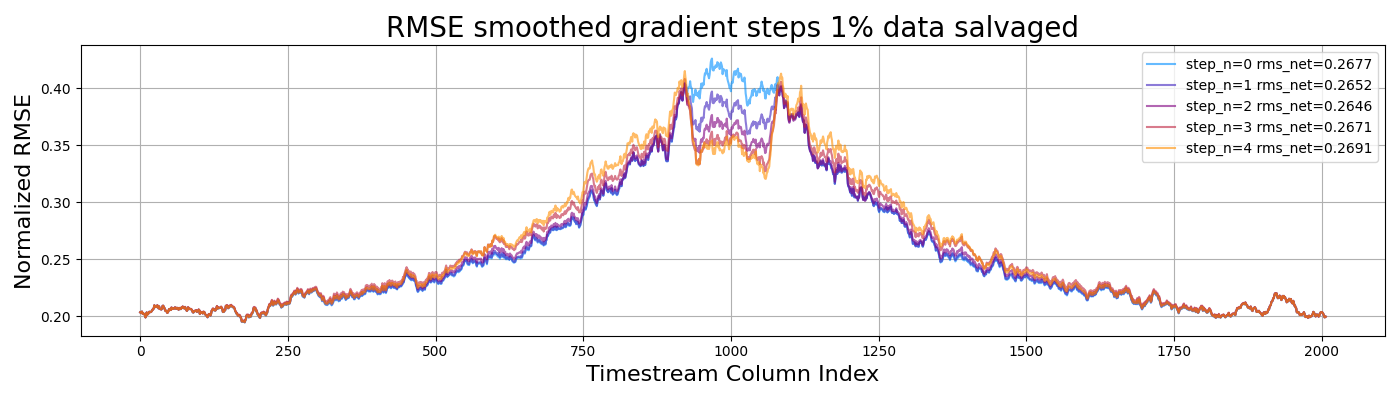 RMSE smoothed gradient steps 1% data salvaged
Normalized RMSE
0.40
0.35
0.30
0.25
0.20
step_n=0 rms_net=0.2677
step_n=1 rms_net=0.2652
step_n=2 rms_net=0.2646
step_n=3 rms_net=0.2671
step_n=4 rms_net=0.2691
0 250 500 750 1000 1250 1500 1750 2000
Timestream Column Index